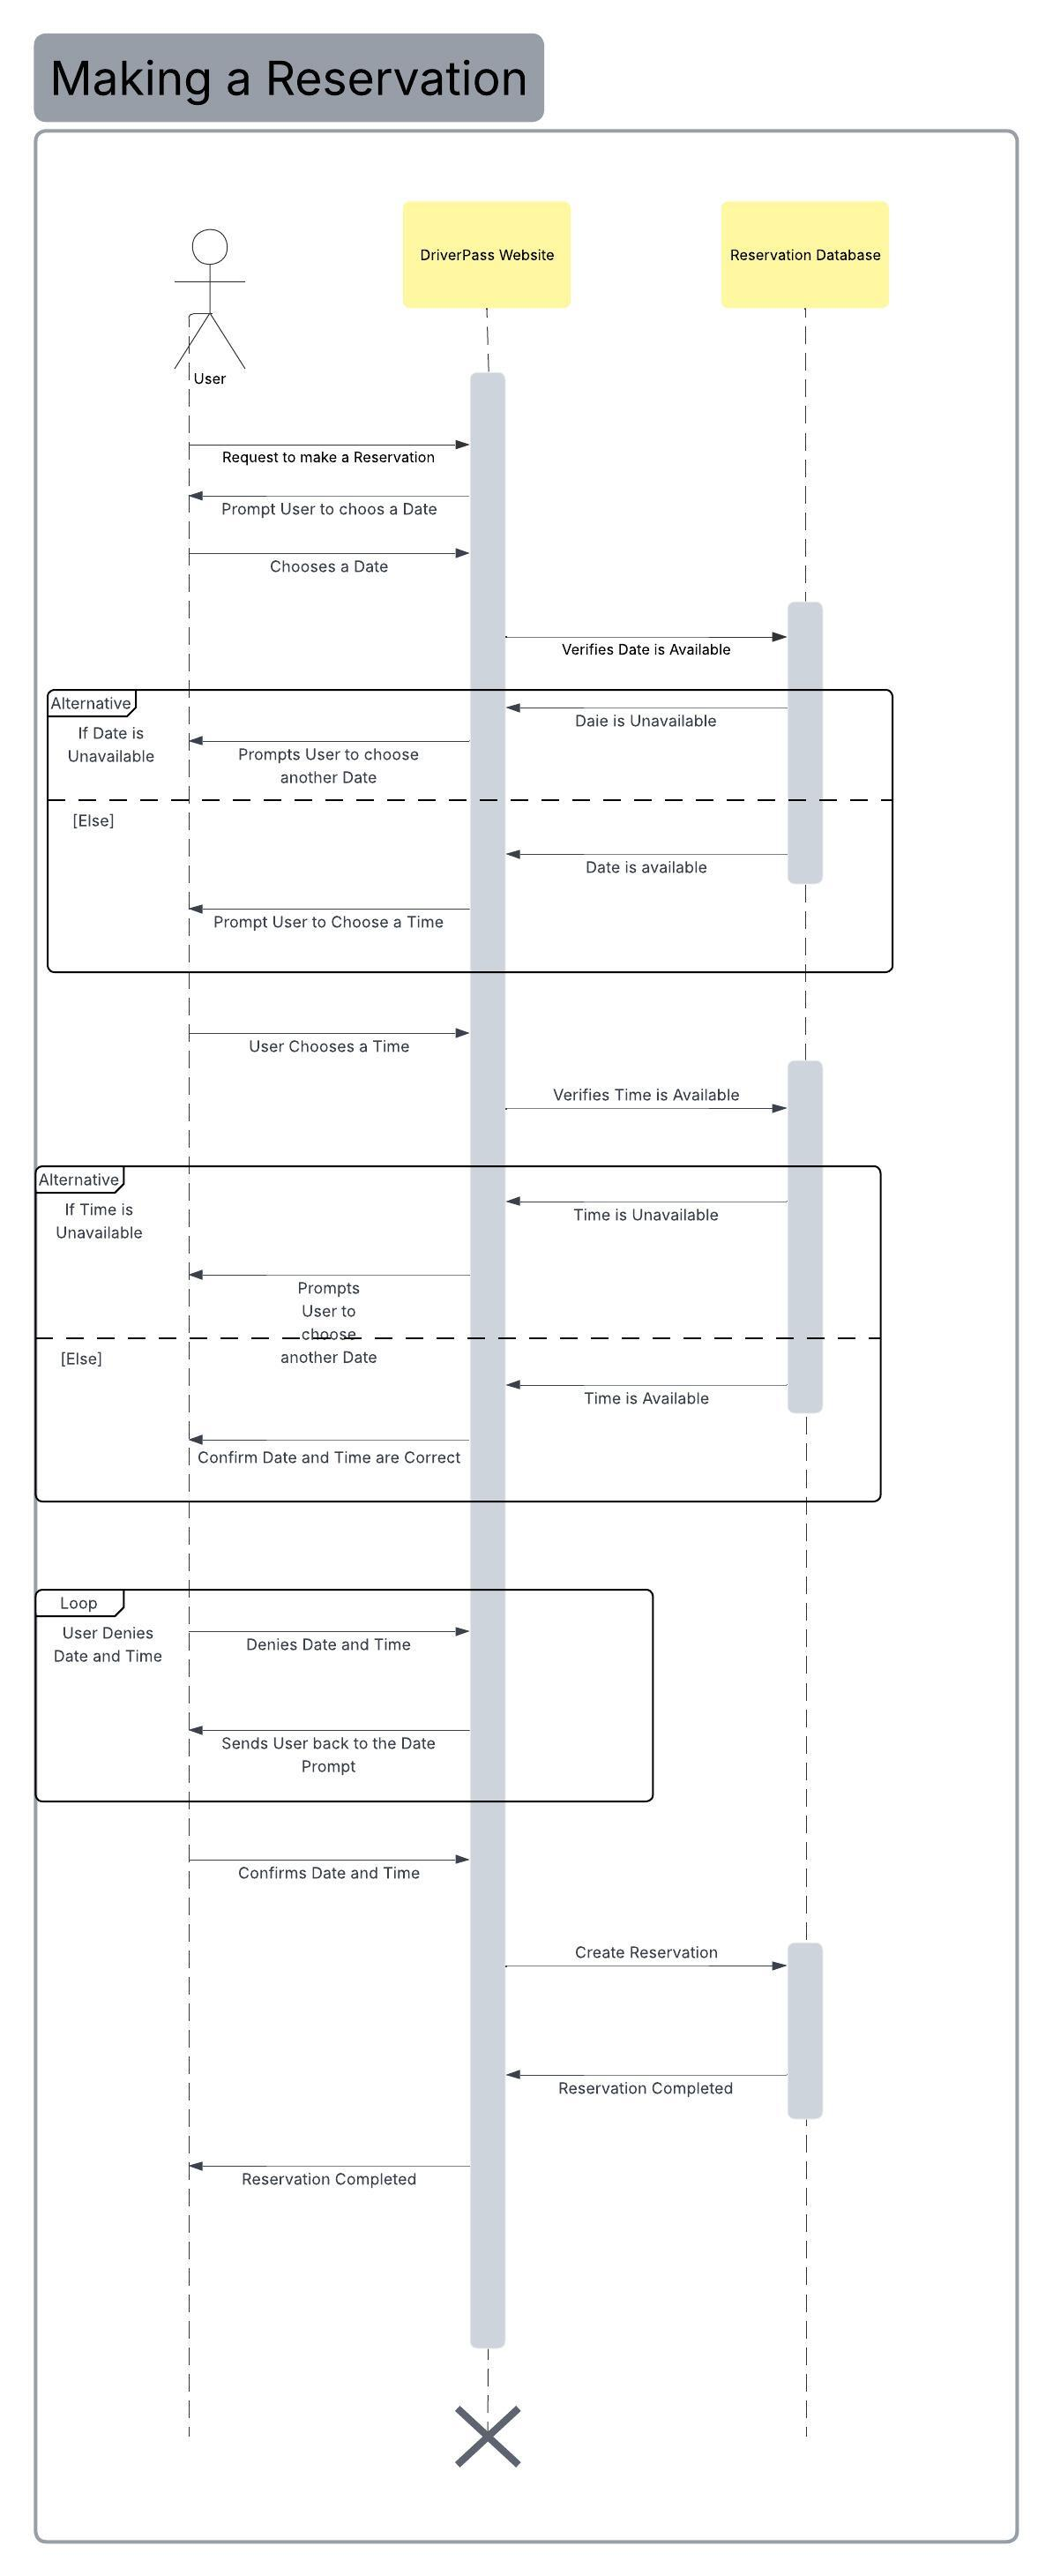 Making a Reservation
DriverPass Website
Reservation Database
User
Request to make a Reservation
Prompt User to choos a Date
Chooses a Date
Verifies Date is Available
Alternative
If Date is
Unavailable
Daie is Unavailable
Prompts User to choose
another Date
[Else]
Date is available
Prompt User to Choose a Time
User Chooses a Time
Verifies Time is Available
Alternative
If Time is
Unavailable
Time is Unavailable
Prompts
User to
choose
another Date
[Else]
Time is Available
Confirm Date and Time are Correct
Loop
User Denies
Date and Time
Denies Date and Time
Sends User back to the Date
Prompt
Confirms Date and Time
Create Reservation
Reservation Completed
Reservation Completed